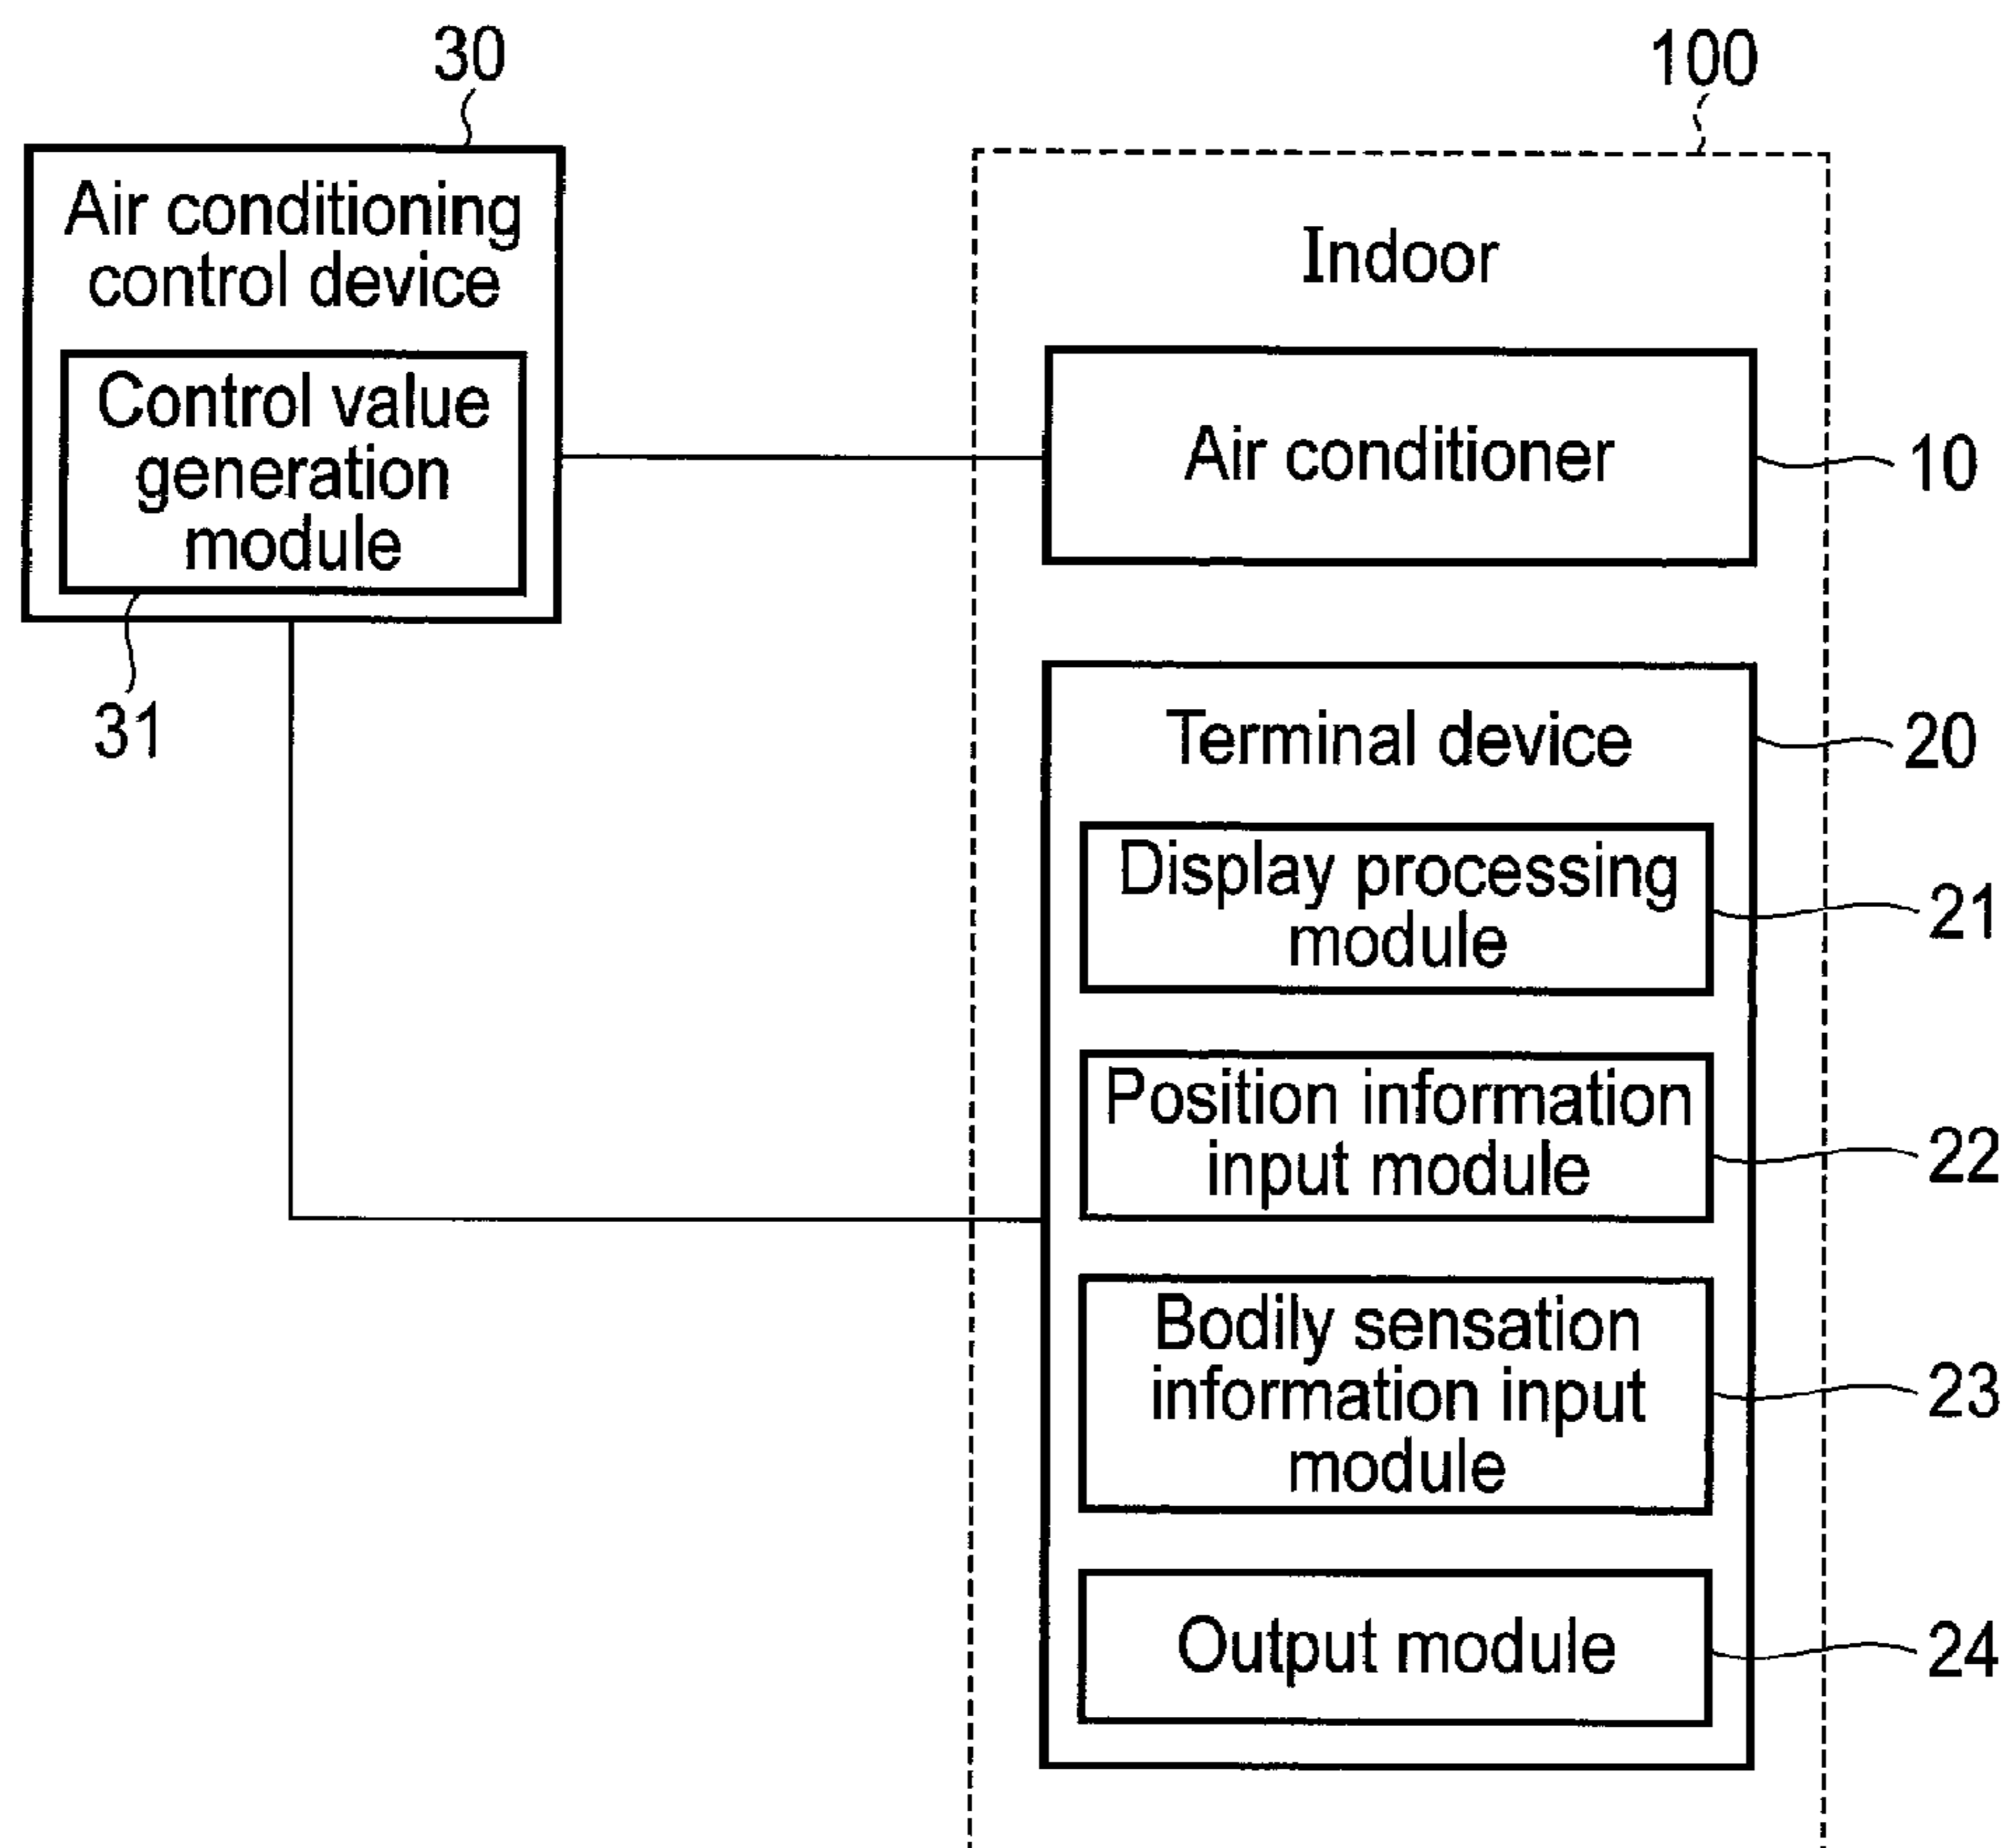 30
100
Air conditioning
control device
Control value
generation
module
31
Indoor
Air conditioner
10
Terminal device
20
Display processing
module
21
Position information
input module
22
Bodily sensation
information input
module
23
Output module
24